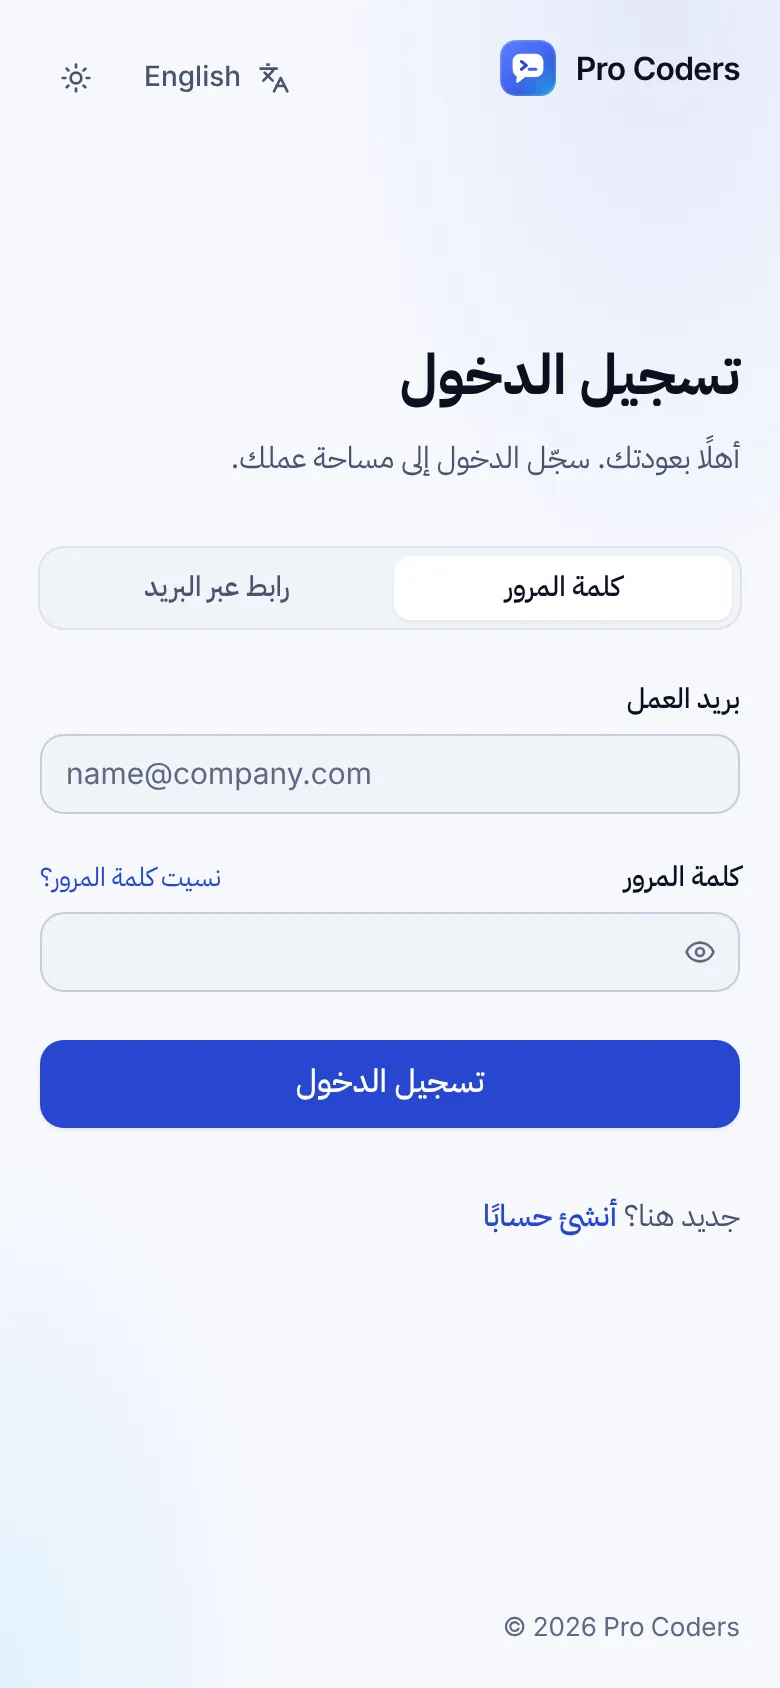 Pro Coders
English
تسجيل الدخول
أهلًا بعودتك. سجّل الدخول إلى مساحة عملك.
كلمة المرور
رابط عبر البريد
بريد العمل
name@company.com
كلمة المرور
نسيت كلمة المرور؟
تسجيل الدخول
جديد هنا؟ أنشئ حسابًا
© 2026 Pro Coders